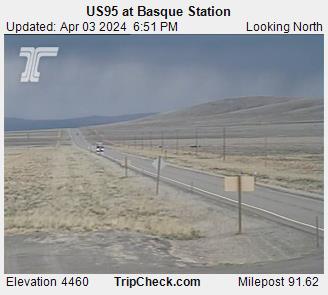 US95 at Basque Station
Updated: Apr 03 2024 6:51 PM Looking North
Elevation 4460 TripCheck.com Milepost 91.62